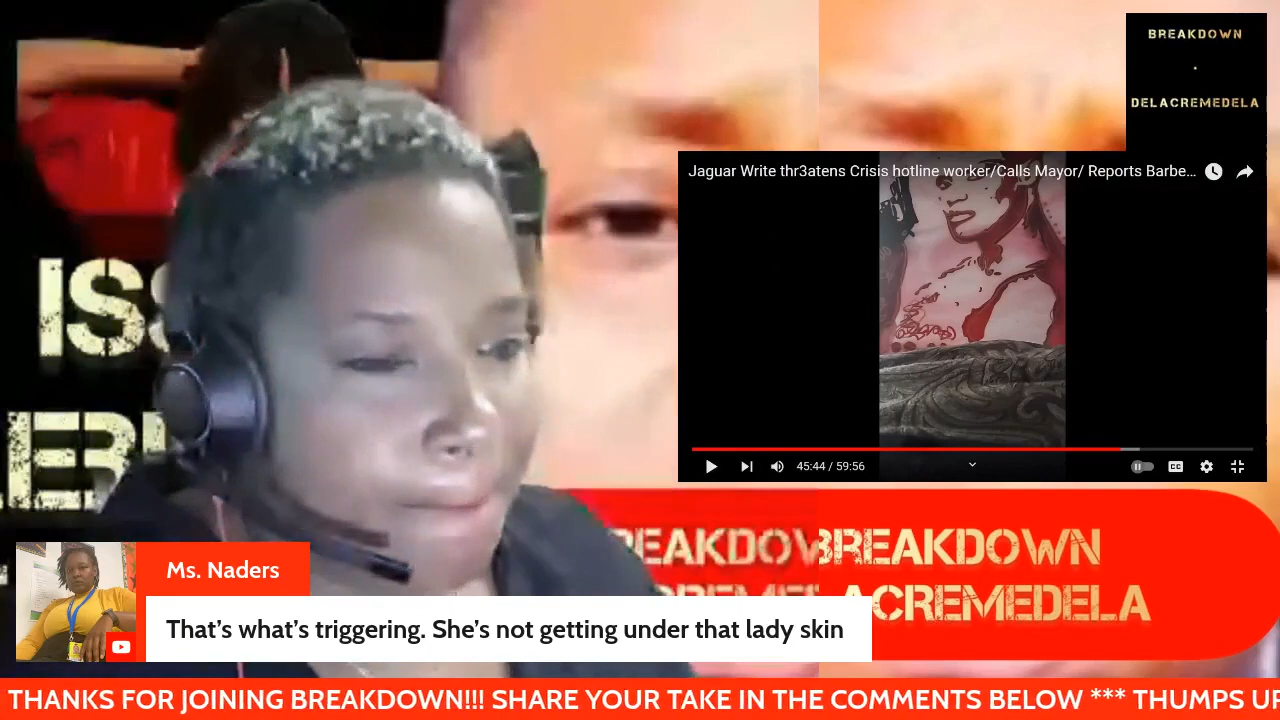 BREAKDOWN
DELACREMEDELA
Jaguar Write thr3atens Crisis hotline worker/Calls Mayor/ Reports Barbe...
45:44 / 59:56
CC
BREAKDOWN
ACREMEDELA
Ms. Naders
That's what's triggering. She's not getting under that lady skin
THANKS FOR JOINING BREAKDOWN!!! SHARE YOUR TAKE IN THE COMMENTS BELOW *** THUMPS UP